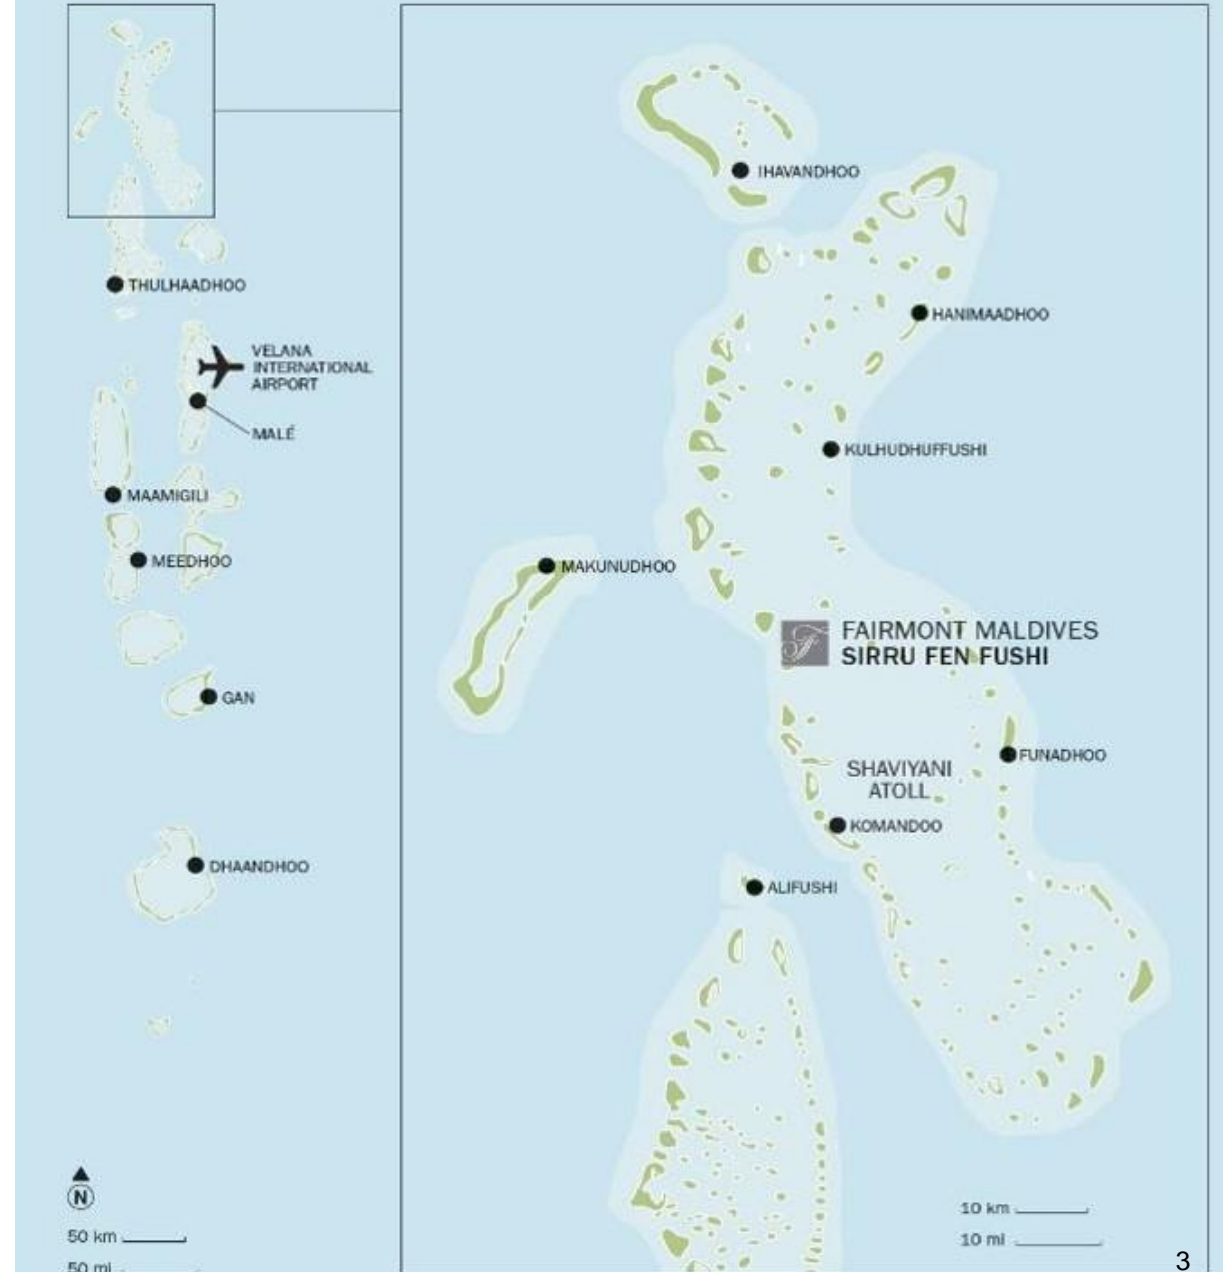 THULHAADHOO
VELANA
INTERNATIONAL
AIRPORT
MALÉ
MAAMIGILI
MEEDHOO
GAN
DHAANDHOO
N
50 km
50 mi
IHAVANDHOO
HANIMAADHOO
KULHUDHUFFUSHI
MAKUNUDHOO
F
FAIRMONT MALDIVES
SIRRU FEN FUSHI
FUNADHOO
SHAVIYANI
ATOLL
KOMANDOO
ALIFUSHI
10 km
10 mi
3